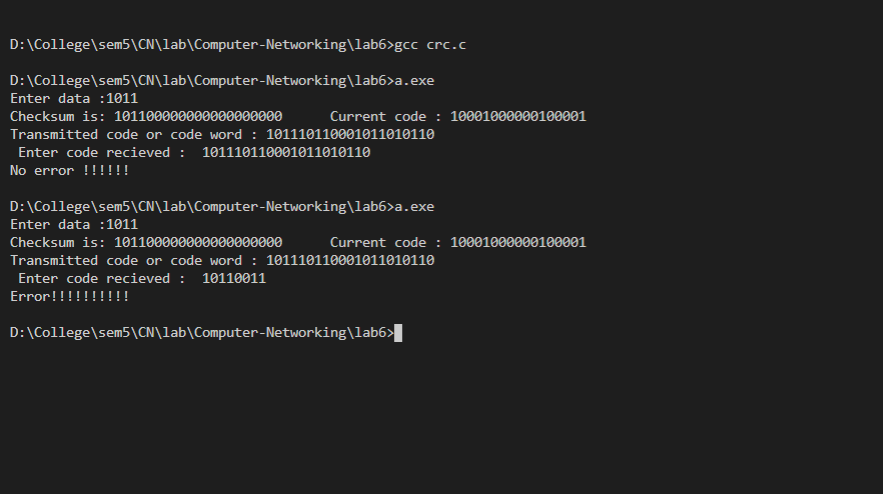 D:\College\sem5\CN\lab\Computer-Networking\lab6>gcc crc.c
D:\College\sem5\CN\lab\Computer-Networking\lab6>a.exe
Enter data :1011
Checksum is: 10110000000000000000      Current code : 10001000000100001
Transmitted code or code word : 101110110001011010110
 Enter code recieved :  101110110001011010110
No error !!!!!!
D:\College\sem5\CN\lab\Computer-Networking\lab6>a.exe
Enter data :1011
Checksum is: 10110000000000000000      Current code : 10001000000100001
Transmitted code or code word : 101110110001011010110
 Enter code recieved :  10110011
Error!!!!!!!!!!
D:\College\sem5\CN\lab\Computer-Networking\lab6>